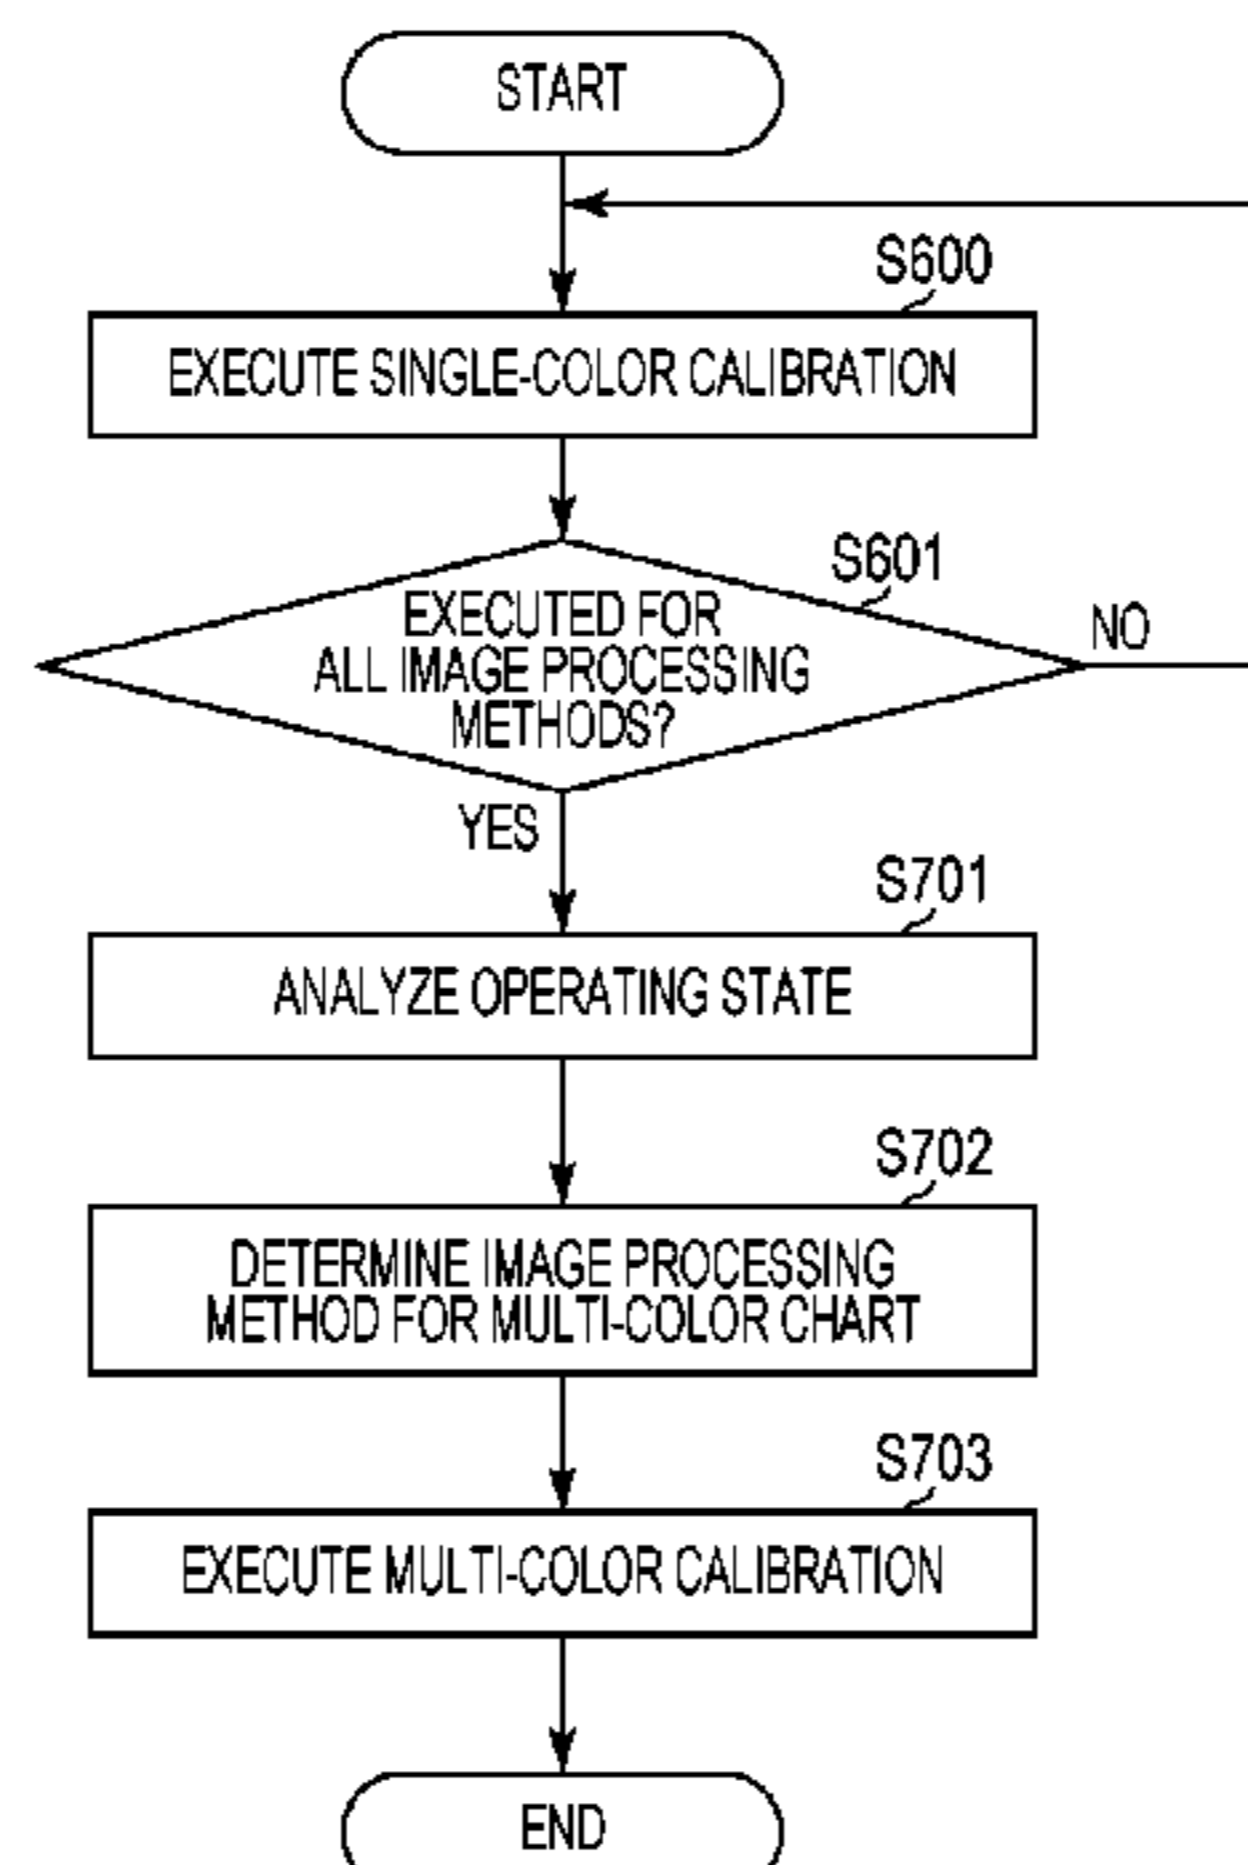 START
S600
EXECUTE SINGLE-COLOR CALIBRATION
S601
EXECUTED FOR
ALL IMAGE PROCESSING
METHODS?
NO
YES
S701
ANALYZE OPERATING STATE
S702
DETERMINE IMAGE PROCESSING
METHOD FOR MULTI-COLOR CHART
S703
EXECUTE MULTI-COLOR CALIBRATION
END